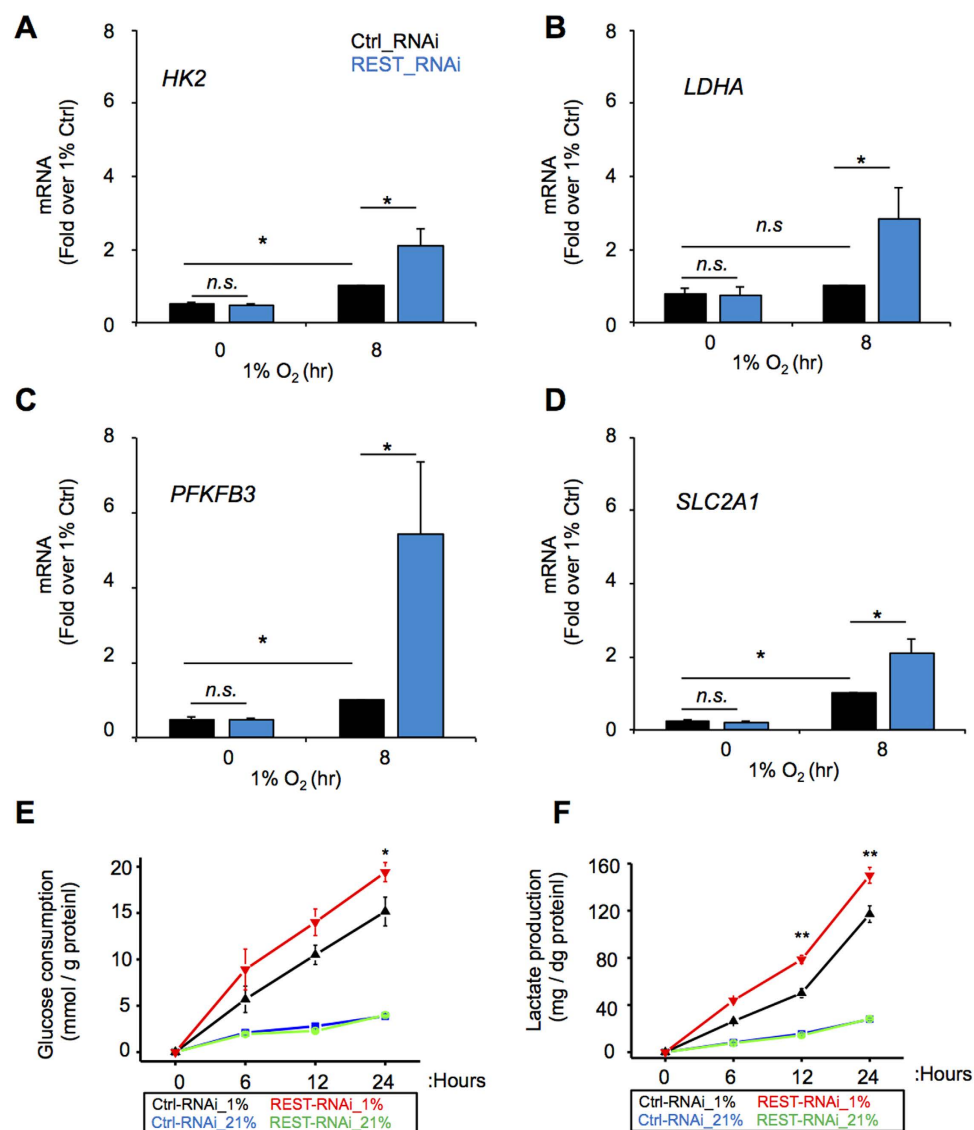 A
8
6
4
2
0
mRNA
(Fold over 1% Ctrl)
HK2
Ctrl_RNAi
REST_RNAi
*
n.s.
*
0
8
1% O2 (hr)
B
8
6
4
2
0
mRNA
(Fold over 1% Ctrl)
LDHA
*
n.s
n.s.
0
8
1% O2 (hr)
C
8
6
4
2
0
mRNA
(Fold over 1% Ctrl)
PFKFB3
*
*
n.s.
0
8
1% O2 (hr)
D
8
6
4
2
0
mRNA
(Fold over 1% Ctrl)
SLC2A1
*
*
n.s.
0
8
1% O2 (hr)
E
Glucose consumption
(mmol / g proteinl)
20
15
10
5
0
*
0 6 12 24 :Hours
Ctrl-RNAi_1% REST-RNAi_1%
Ctrl-RNAi_21% REST-RNAi_21%
F
Lactate production
(mg / dg proteinl)
160
120
80
40
0
**
**
0 6 12 24 :Hours
Ctrl-RNAi_1% REST-RNAi_1%
Ctrl-RNAi_21% REST-RNAi_21%